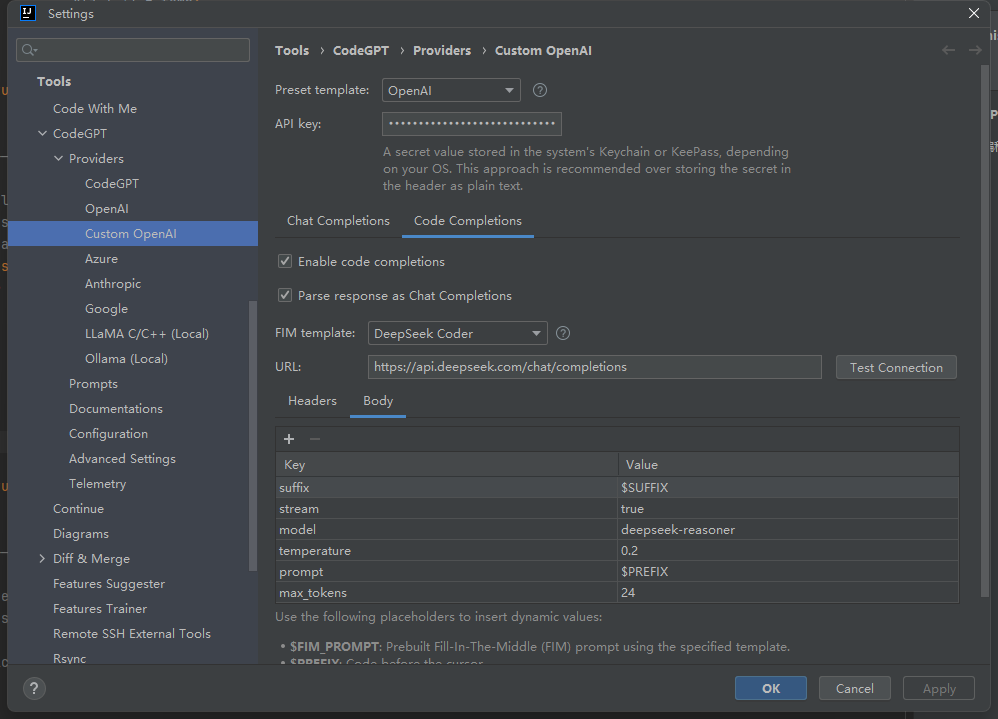 IJ Settings
Tools › CodeGPT › Providers › Custom OpenAI
Tools
Code With Me
CodeGPT
Providers
CodeGPT
OpenAI
Custom OpenAI
Azure
Anthropic
Google
LLaMA C/C++ (Local)
Ollama (Local)
Prompts
Documentations
Configuration
Advanced Settings
Telemetry
Continue
Diagrams
Diff & Merge
Features Suggester
Features Trainer
Remote SSH External Tools
Rsync
Preset template: OpenAI ?
API key: ••••••••••••••••••••••••••••
A secret value stored in the system's Keychain or KeePass, depending
on your OS. This approach is recommended over storing the secret in
the header as plain text.
Chat Completions Code Completions
Enable code completions
Parse response as Chat Completions
FIM template: DeepSeek Coder ?
URL: https://api.deepseek.com/chat/completions Test Connection
Headers Body
+ −
Key Value
suffix $SUFFIX
stream true
model deepseek-reasoner
temperature 0.2
prompt $PREFIX
max_tokens 24
Use the following placeholders to insert dynamic values:
• $FIM_PROMPT: Prebuilt Fill-In-The-Middle (FIM) prompt using the specified template.
• $PREFIX: Code before the cursor.
? OK Cancel Apply